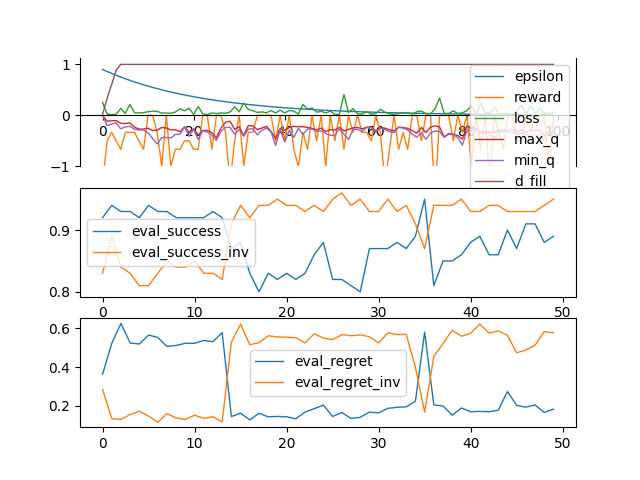 1
0
−1
0
20
40
60
80
100
epsilon
reward
loss
max_q
min_q
d_fill
0.9
0.8
eval_success
eval_success_inv
0
10
20
30
40
50
0.6
0.4
0.2
eval_regret
eval_regret_inv
0
10
20
30
40
50